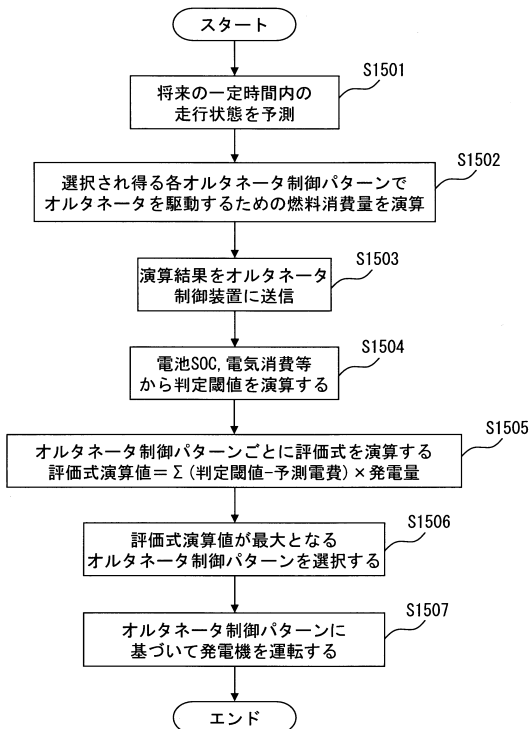 スタート
S1501
将来の一定時間内の
走行状態を予測
S1502
選択され得る各オルタネータ制御パターンで
オルタネータを駆動するための燃料消費量を演算
S1503
演算結果をオルタネータ
制御装置に送信
S1504
電池SOC,電気消費等
から判定閾値を演算する
S1505
オルタネータ制御パターンごとに評価式を演算する
評価式演算値＝Σ(判定閾値−予測電費)×発電量
S1506
評価式演算値が最大となる
オルタネータ制御パターンを選択する
S1507
オルタネータ制御パターンに
基づいて発電機を運転する
エンド